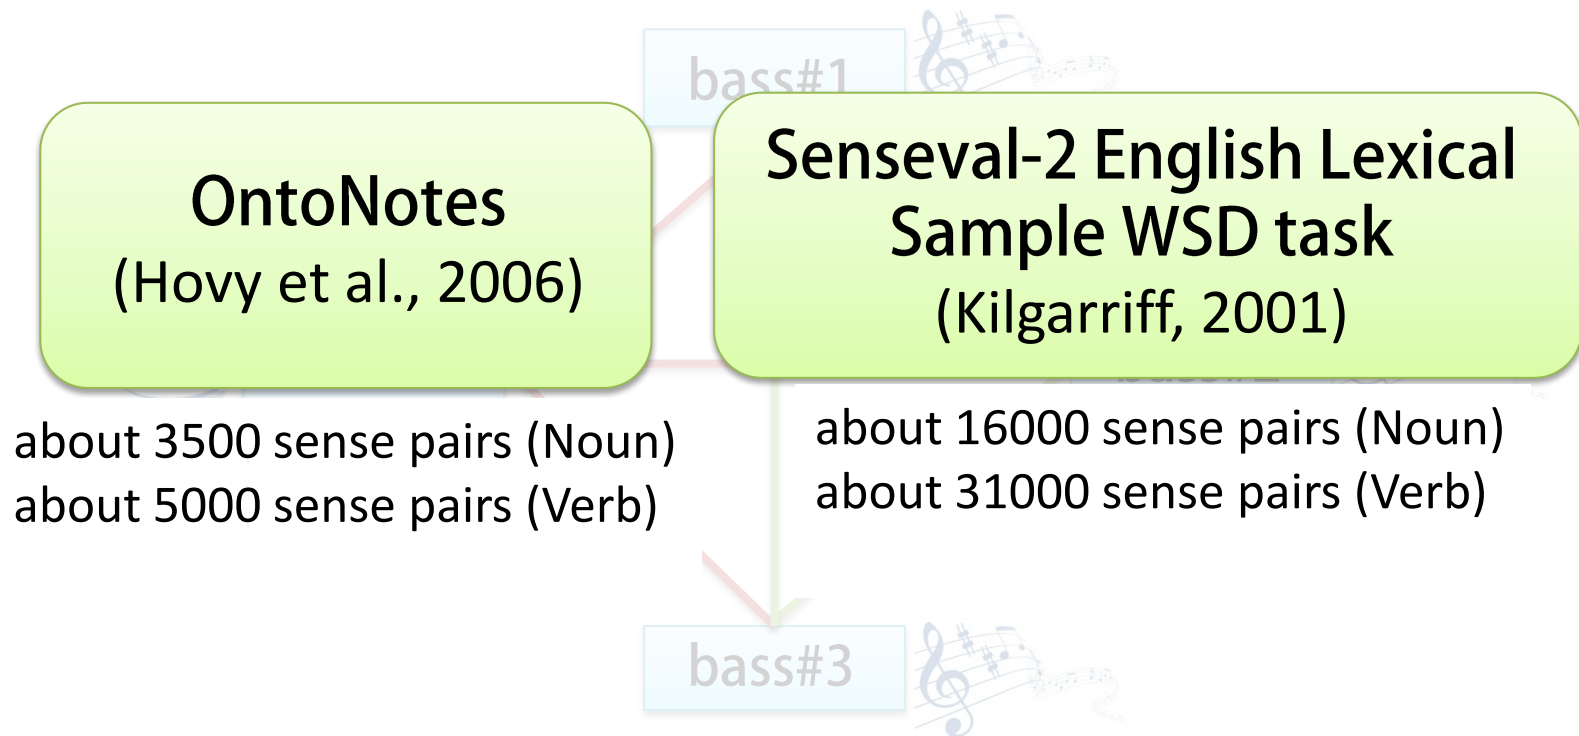 bass#1
OntoNotes
(Hovy et al., 2006)
about 3500 sense pairs (Noun)
about 5000 sense pairs (Verb)
Senseval-2 English Lexical
Sample WSD task
(Kilgarriff, 2001)
about 16000 sense pairs (Noun)
about 31000 sense pairs (Verb)
bass#3